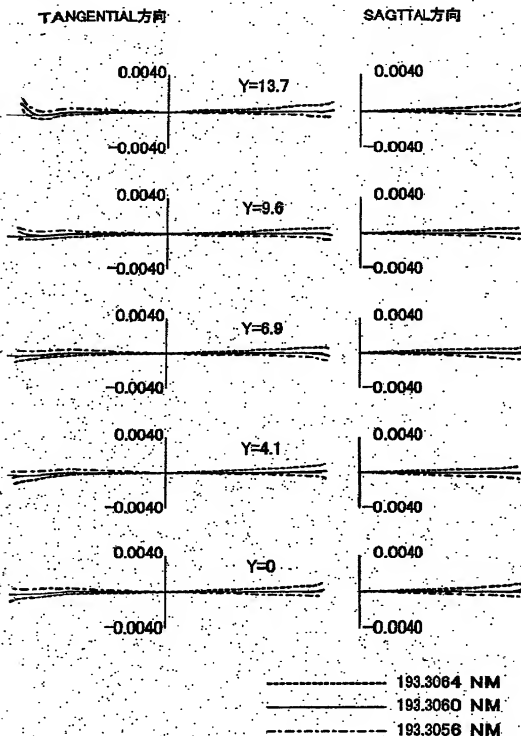 TANGENTIAL方向 SAGTTAL方向
0.0040 Y=13.7 0.0040
-0.0040 -0.0040
0.0040 Y=9.6 0.0040
-0.0040 -0.0040
0.0040 Y=6.9 0.0040
-0.0040 -0.0040
0.0040 Y=4.1 0.0040
-0.0040 -0.0040
0.0040 Y=0 0.0040
-0.0040 -0.0040
193.3064 NM
193.3060 NM
193.3056 NM